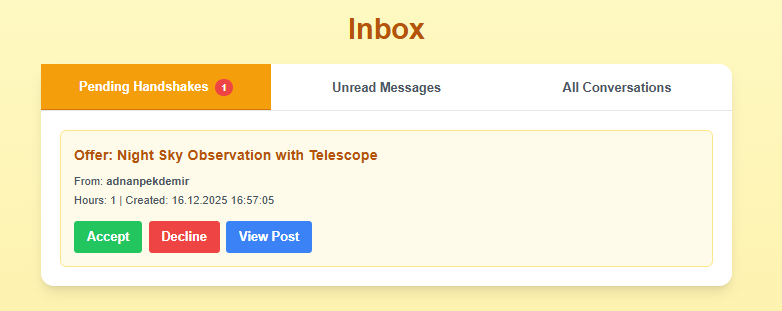 Inbox
Pending Handshakes 1
Unread Messages
All Conversations
Offer: Night Sky Observation with Telescope
From: adnanpekdemir
Hours: 1 | Created: 16.12.2025 16:57:05
Accept
Decline
View Post